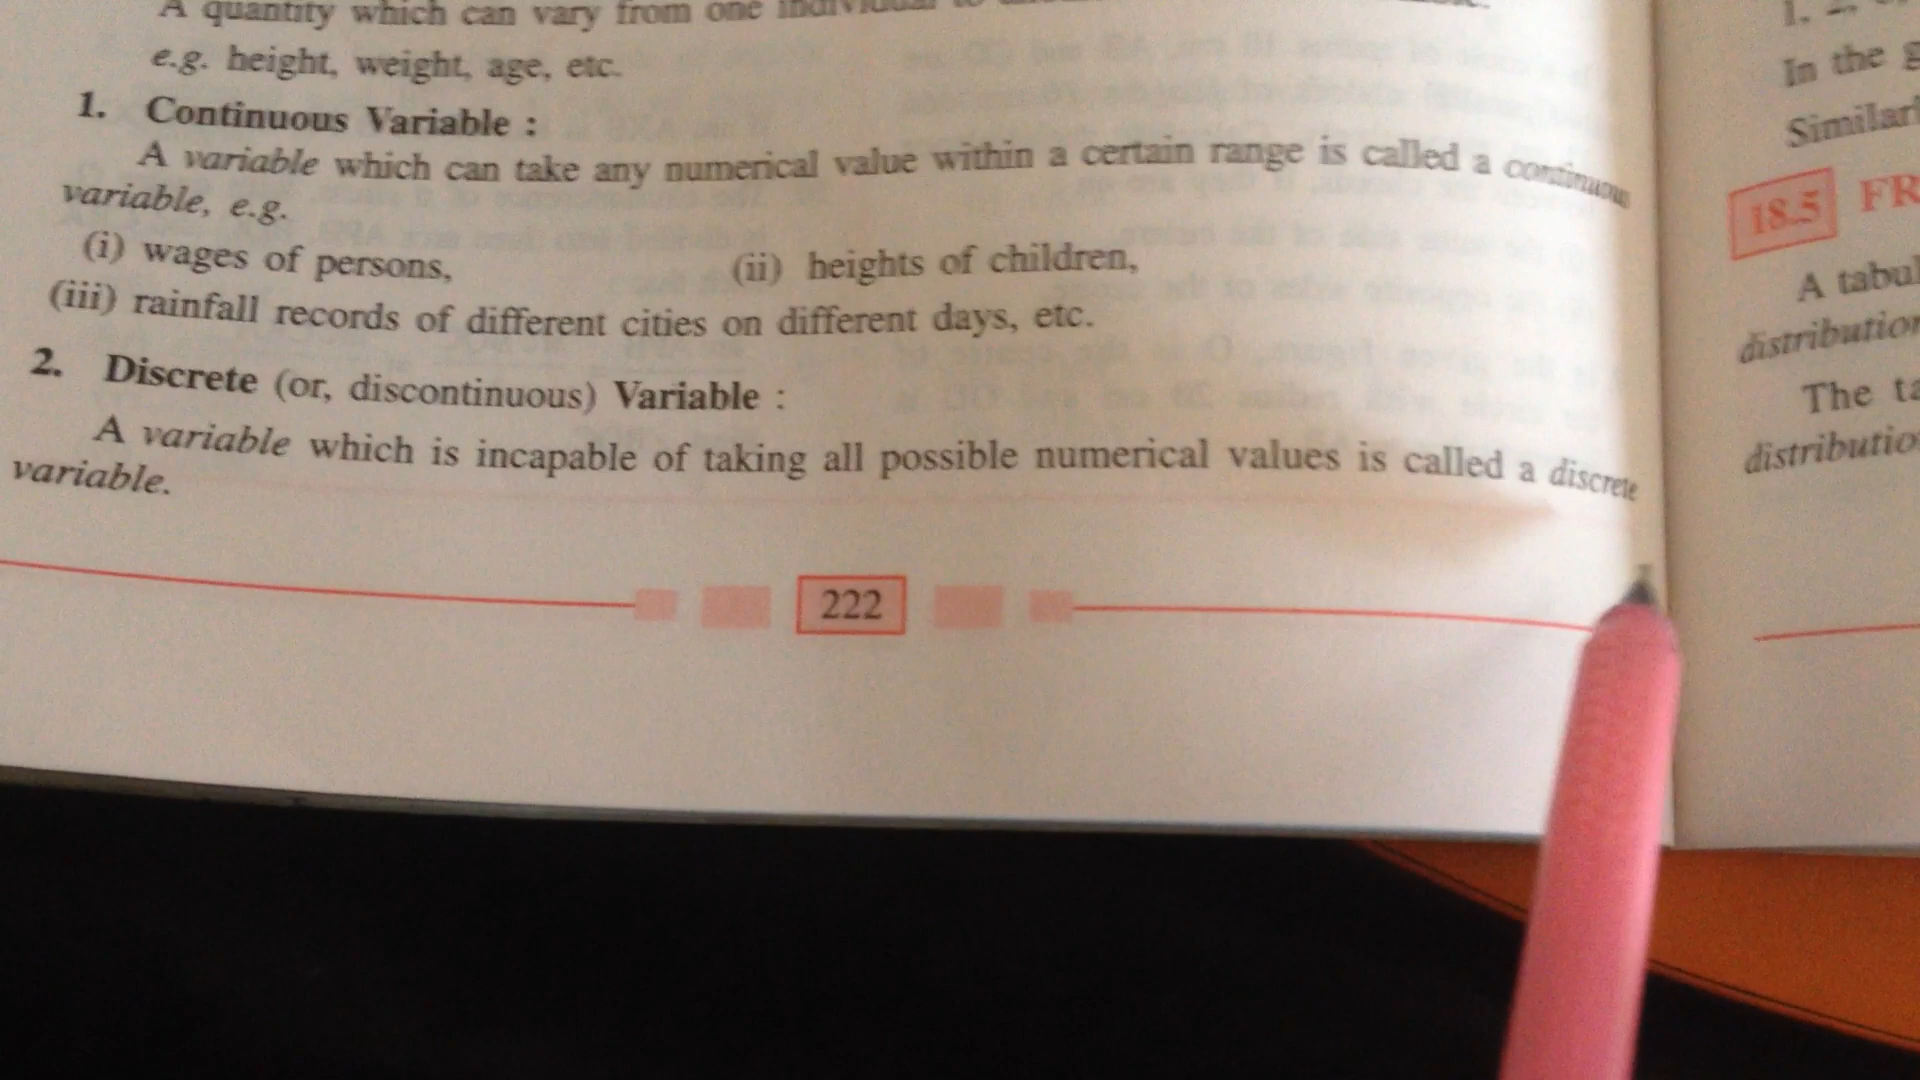 A quantity which can vary from one individual to
e.g. height, weight, age, etc.
1. Continuous Variable :
A variable which can take any numerical value within a certain range is called a continuous
variable, e.g.
(i) wages of persons, (ii) heights of children,
(iii) rainfall records of different cities on different days, etc.
2. Discrete (or, discontinuous) Variable :
A variable which is incapable of taking all possible numerical values is called a discrete
variable.
222
In the
18.5 FR
A tabul
distribution
The ta
distributio